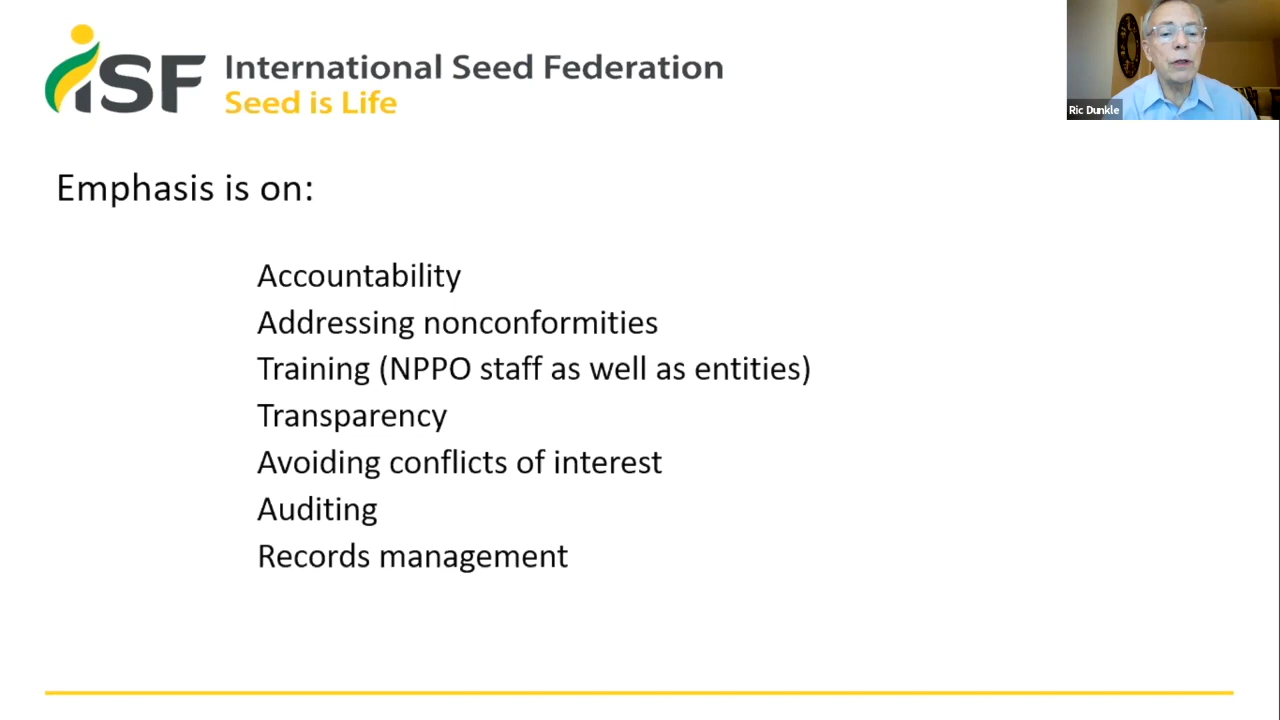 iSF International Seed Federation
Seed is Life
Ric Dunkle
Emphasis is on:
Accountability
Addressing nonconformities
Training (NPPO staff as well as entities)
Transparency
Avoiding conflicts of interest
Auditing
Records management